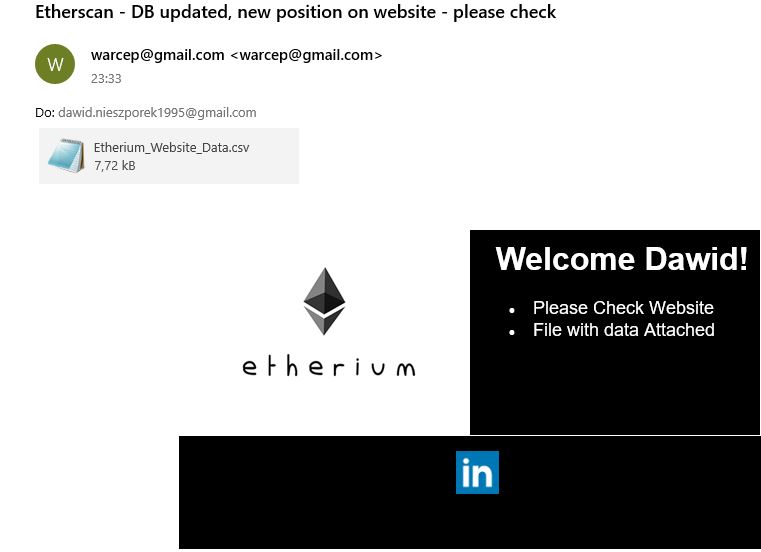 Etherscan - DB updated, new position on website - please check
W
warcep@gmail.com <warcep@gmail.com>
23:33
Do: dawid.nieszporek1995@gmail.com
Etherium_Website_Data.csv
7,72 kB
etherium
Welcome Dawid!
• Please Check Website
• File with data Attached
in